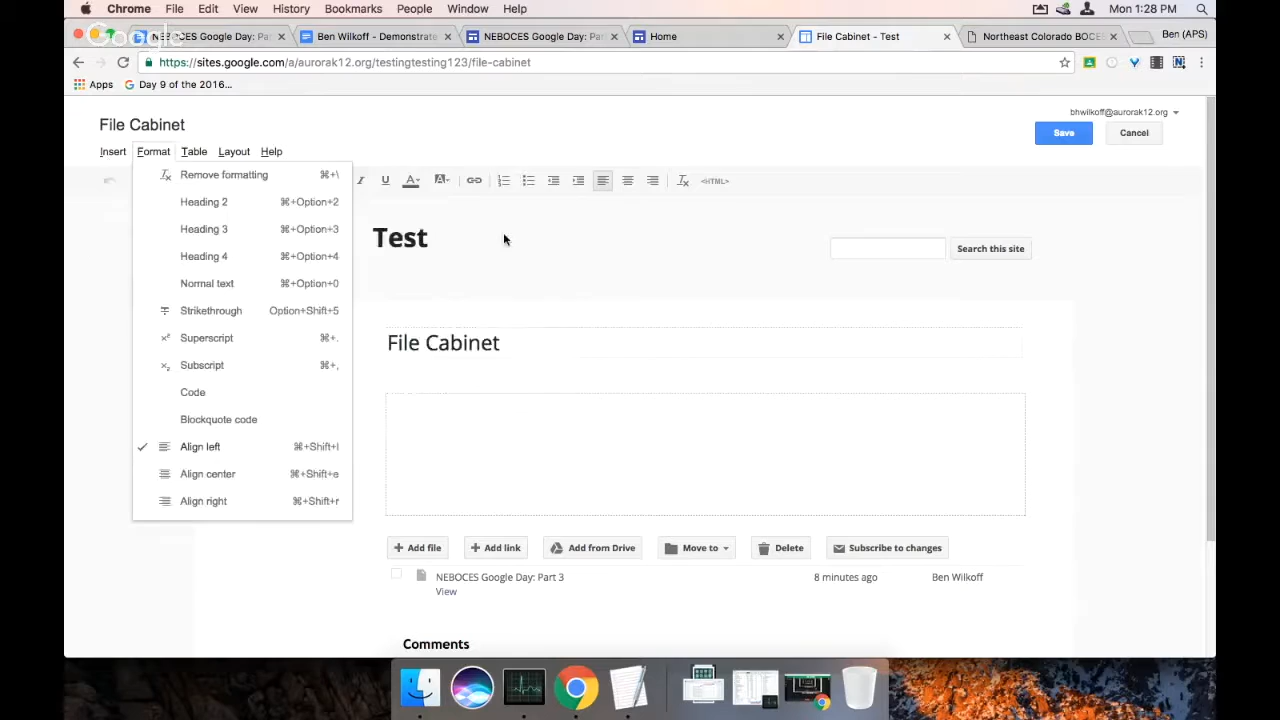 Chrome File Edit View History Bookmarks People Window Help Mon 1:28 PM
Google
NEBOCES Google Day: Par Ben Wilkoff - Demonstrate NEBOCES Google Day: Par Home File Cabinet - Test Northeast Colorado BOCES Ben (APS)
https://sites.google.com/a/aurorak12.org/testingtesting123/file-cabinet
Apps Day 9 of the 2016...
bhwilkoff@aurorak12.org
File Cabinet
Save Cancel
Insert Format Table Layout Help
Remove formatting ⌘+\
<HTML>
Heading 2 ⌘+Option+2
Heading 3 ⌘+Option+3
Heading 4 ⌘+Option+4
Normal text ⌘+Option+0
Strikethrough Option+Shift+5
Superscript ⌘+.
Subscript ⌘+,
Code
Blockquote code
Align left ⌘+Shift+l
Align center ⌘+Shift+e
Align right ⌘+Shift+r
Test
Search this site
File Cabinet
+ Add file + Add link Add from Drive Move to Delete Subscribe to changes
NEBOCES Google Day: Part 3 8 minutes ago Ben Wilkoff
View
Comments